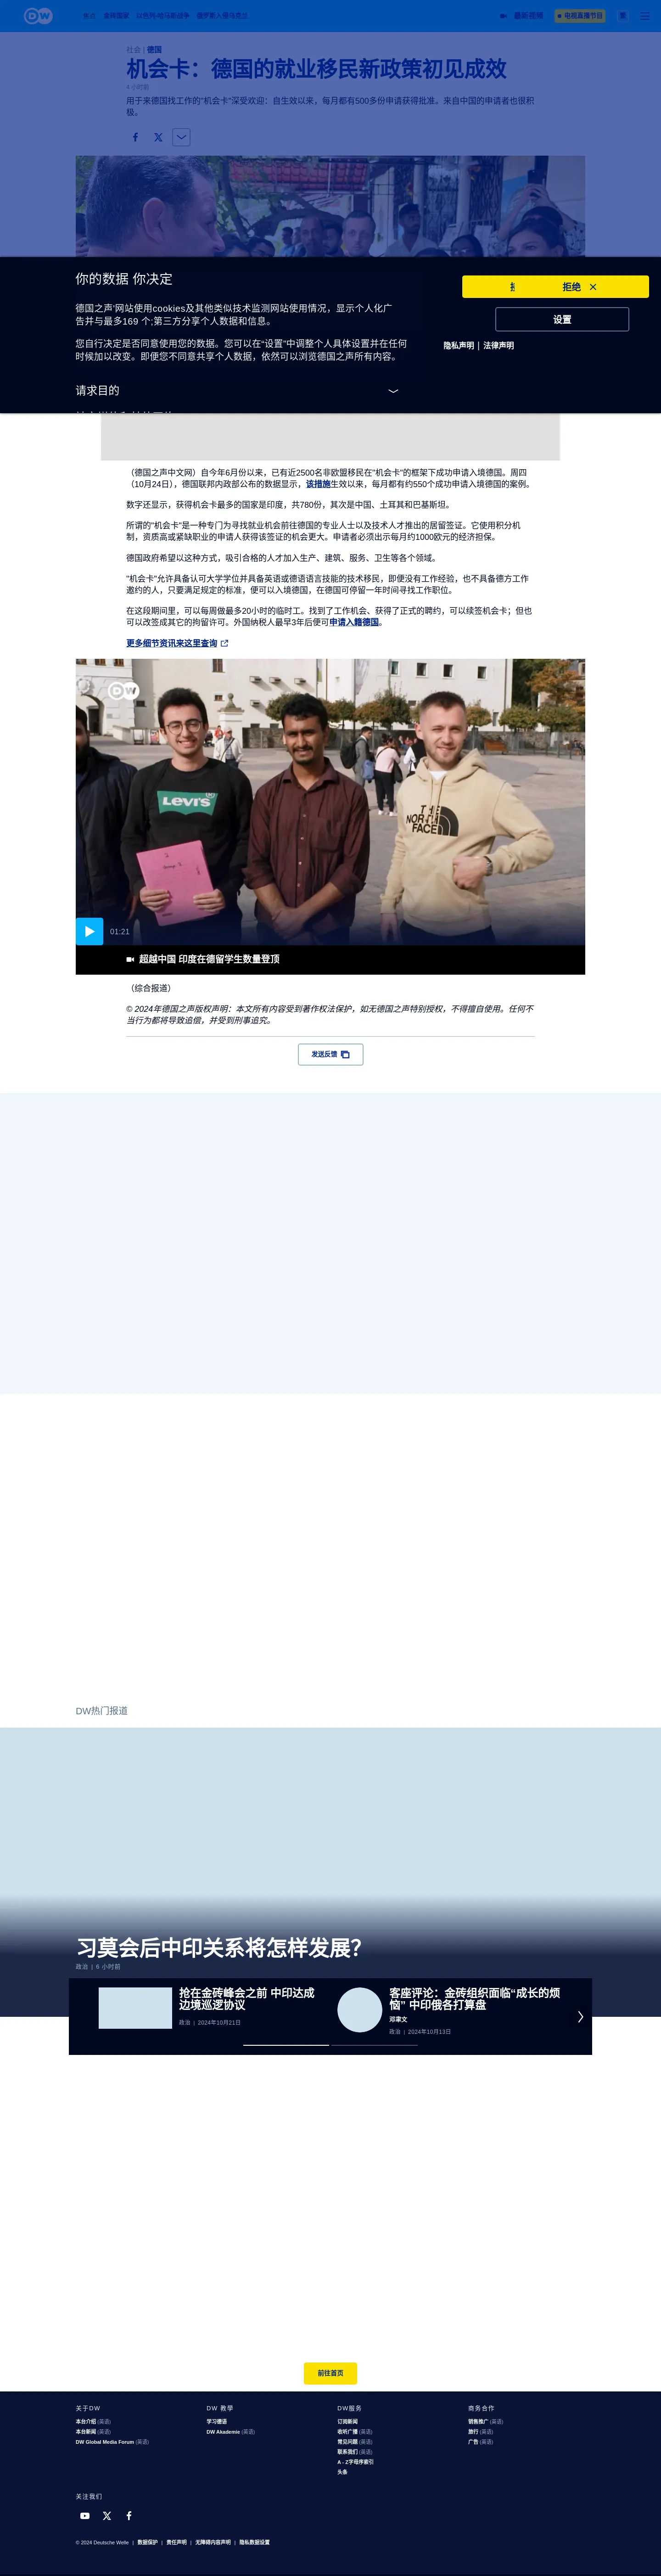 DW
焦点 金砖国家 以色列-哈马斯战争 俄罗斯入侵乌克兰
最新视频 电视直播节目 繁
社会 | 德国
机会卡：德国的就业移民新政策初见成效
4 小时前
用于来德国找工作的"机会卡"深受欢迎：自生效以来，每月都有500多份申请获得批准。来自中国的申请者也很积
极。
你的数据 你决定
德国之声'网站使用cookies及其他类似技术监测网站使用情况，显示个人化广
告并与最多169 个;第三方分享个人数据和信息。
您自行决定是否同意使用您的数据。您可以在“设置”中调整个人具体设置并在任何
时候加以改变。即便您不同意共享个人数据，依然可以浏览德国之声所有内容。
请求目的
拒绝
设置
隐私声明 | 法律声明
（德国之声中文网）自今年6月份以来，已有近2500名非欧盟移民在"机会卡"的框架下成功申请入境德国。周四
（10月24日），德国联邦内政部公布的数据显示，该措施生效以来，每月都有约550个成功申请入境德国的案例。
数字还显示，获得机会卡最多的国家是印度，共780份，其次是中国、土耳其和巴基斯坦。
所谓的"机会卡"是一种专门为寻找就业机会前往德国的专业人士以及技术人才推出的居留签证。它使用积分机
制，资质高或紧缺职业的申请人获得该签证的机会更大。申请者必须出示每月约1000欧元的经济担保。
德国政府希望以这种方式，吸引合格的人才加入生产、建筑、服务、卫生等各个领域。
"机会卡"允许具备认可大学学位并具备英语或德语语言技能的技术移民，即便没有工作经验，也不具备德方工作
邀约的人，只要满足规定的标准，便可以入境德国，在德国可停留一年时间寻找工作职位。
在这段期间里，可以每周做最多20小时的临时工。找到了工作机会、获得了正式的聘约，可以续签机会卡；但也
可以改签成其它的拘留许可。外国纳税人最早3年后便可申请入籍德国。
更多细节资讯来这里查询
DW
LEVI'S
THE
NORTH
FACE
01:21
超越中国 印度在德留学生数量登顶
（综合报道）
© 2024年德国之声版权声明：本文所有内容受到著作权法保护，如无德国之声特别授权，不得擅自使用。任何不
当行为都将导致追偿，并受到刑事追究。
发送反馈
DW热门报道
习莫会后中印关系将怎样发展？
政治 | 6 小时前
抢在金砖峰会之前 中印达成
边境巡逻协议
政治 | 2024年10月21日
客座评论：金砖组织面临“成长的烦
恼” 中印俄各打算盘
邓聿文
政治 | 2024年10月13日
前往首页
关于DW
本台介绍 (英语)
本台新闻 (英语)
DW Global Media Forum (英语)
DW 教學
学习德语
DW Akademie (英语)
DW服务
订阅新闻
收听广播 (英语)
常见问题 (英语)
联系我们 (英语)
A - Z字母序索引
头条
商务合作
销售推广 (英语)
旅行 (英语)
广告 (英语)
关注我们
© 2024 Deutsche Welle | 数据保护 | 责任声明 | 无障碍内容声明 | 隐私数据设置